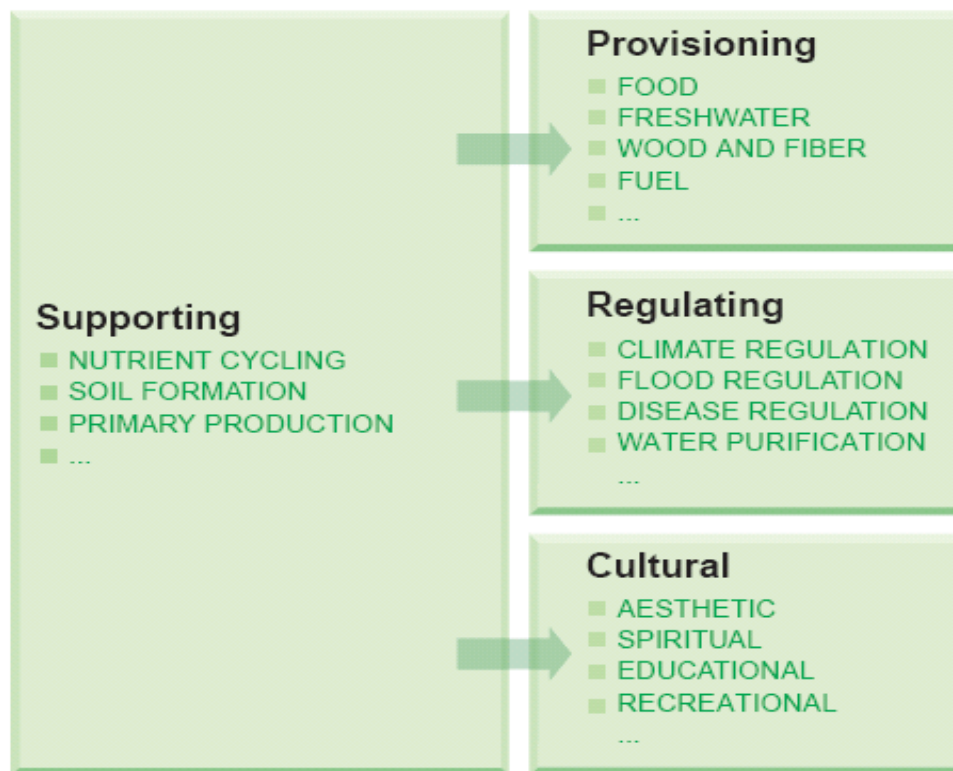 Supporting
NUTRIENT CYCLING
SOIL FORMATION
PRIMARY PRODUCTION
...
Provisioning
FOOD
FRESHWATER
WOOD AND FIBER
FUEL
...
Regulating
CLIMATE REGULATION
FLOOD REGULATION
DISEASE REGULATION
WATER PURIFICATION
...
Cultural
AESTHETIC
SPIRITUAL
EDUCATIONAL
RECREATIONAL
...